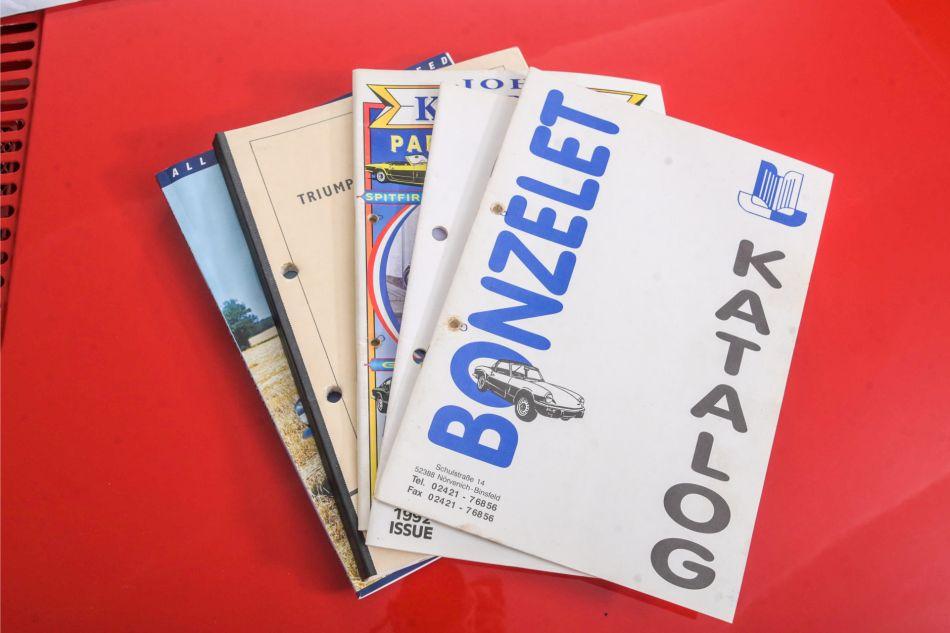 ALL
TRIUMP
PA
SPITFIR
JOH
BONZELET
KATALOG
Schulstraße 14
52388 Nörvenich-Binsfeld
Tel. 02421 - 76856
Fax 02421 - 76856
1992
ISSUE